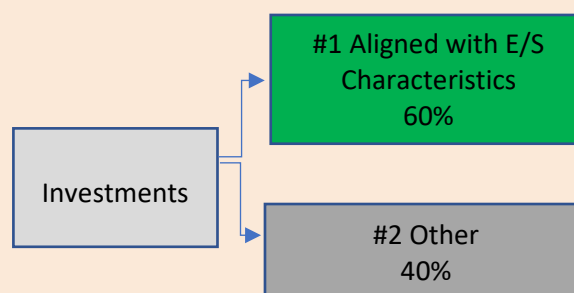 #1 Aligned with E/S
Characteristics
60%
Investments
#2 Other
40%